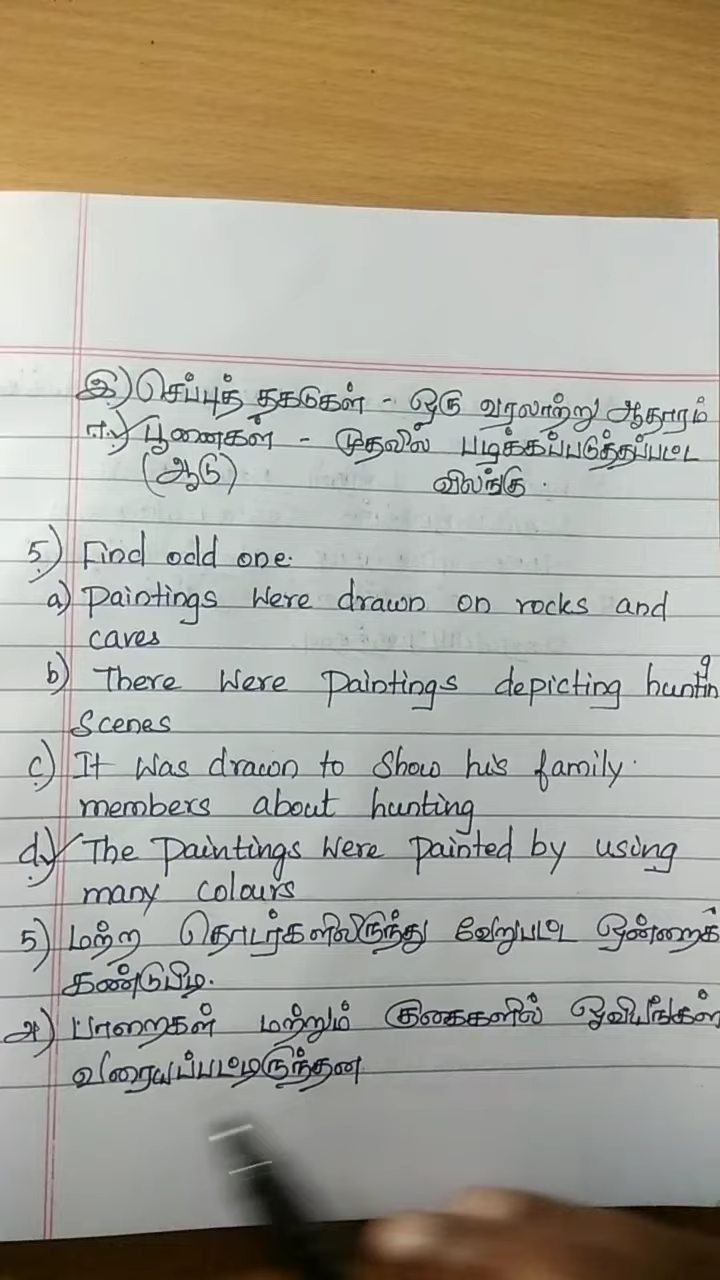 இ) செப்புத் தகடுகள் - ஒரு வரலாற்று ஆதாரம்
ஈ) பூனைகள் - முதலில் படிக்கப்படுத்தப்பட்ட
(ஆடு) விலங்கு.
5) Find odd one.
a) Paintings were drawn on rocks and
caves
b) There were paintings depicting hunting
Scenes
c) It was drawn to show his family.
members about hunting
d) The paintings were painted by using
many colours
5) மற்ற தொடர்களிலிருந்து வேறுபட்ட ஒன்றைக்
கண்டுபிடி.
அ) பாறைகள் மற்றும் குகைகளில் ஓவியங்கள்
வரையப்பட்டிருந்தன